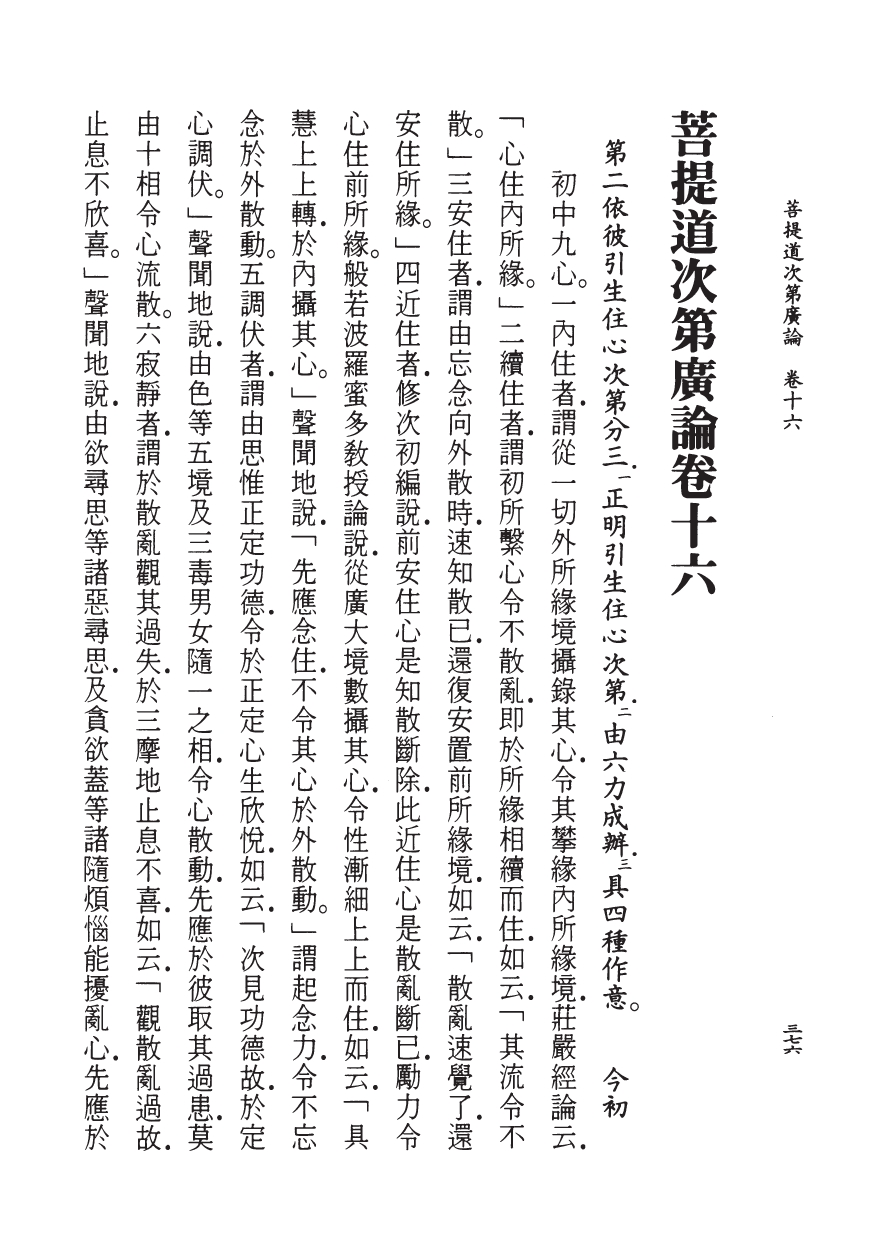 菩提道次第廣論　卷十六
三七六
菩提道次第廣論卷十六
第二依彼引生住心次第分三．一正明引生住心次第．二由六力成辦．三具四種作意。　今初
初中九心。一內住者．謂從一切外所緣境攝錄其心．令其攀緣內所緣境．莊嚴經論云．
「心住內所緣。」二續住者．謂初所繫心令不散亂．即於所緣相續而住．如云．「其流令不
散。」三安住者．謂由忘念向外散時．速知散已．還復安置前所緣境．如云．「散亂速覺了．還
安住所緣。」四近住者．修次初編說．前安住心是知散斷除．此近住心是散亂斷已．勵力令
心住前所緣。般若波羅蜜多教授論說．從廣大境數攝其心．令性漸細上上而住．如云．「具
慧上上轉．於內攝其心。」聲聞地說．「先應念住．不令其心於外散動。」謂起念力．令不忘
念於外散動。五調伏者．謂由思惟正定功德．令於正定心生欣悅．如云．「次見功德故．於定
心調伏。」聲聞地說．由色等五境及三毒男女隨一之相．令心散動．先應於彼取其過患．莫
由十相令心流散。六寂靜者．謂於散亂觀其過失．於三摩地止息不喜．如云．「觀散亂過故．
止息不欣喜。」聲聞地說．由欲尋思等諸惡尋思．及貪欲蓋等諸隨煩惱能擾亂心．先應於